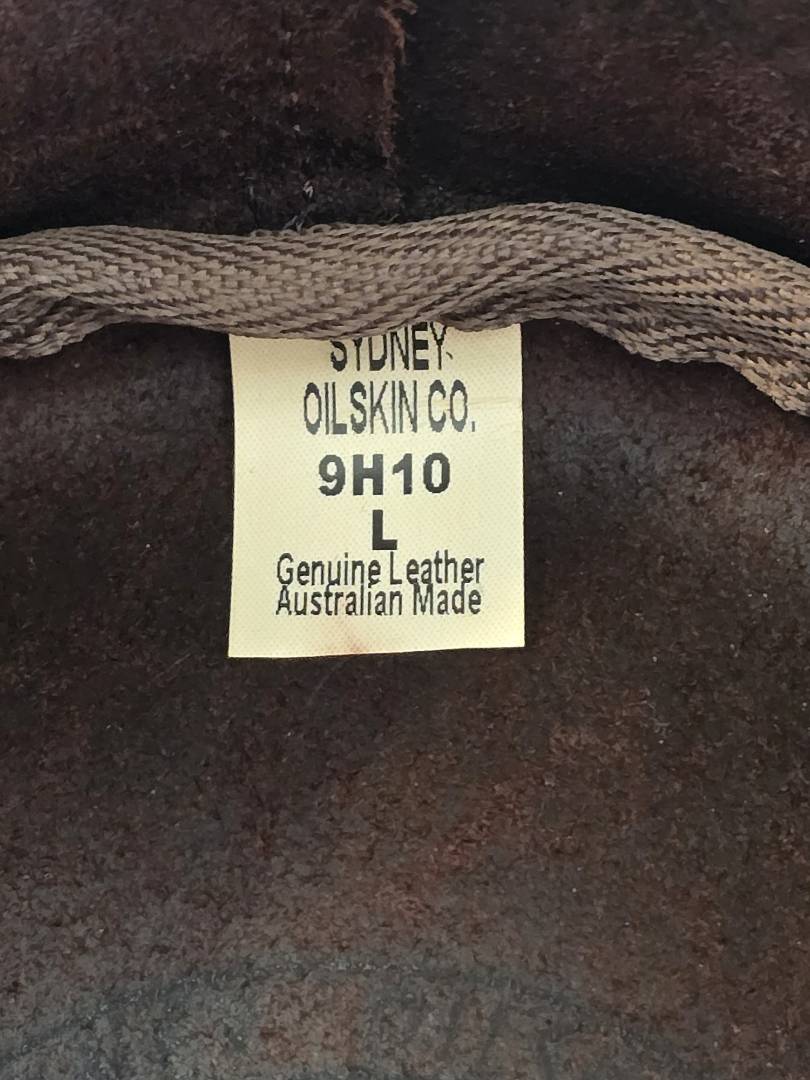 SYDNEY
OILSKIN CO.
9H10
L
Genuine Leather
Australian Made